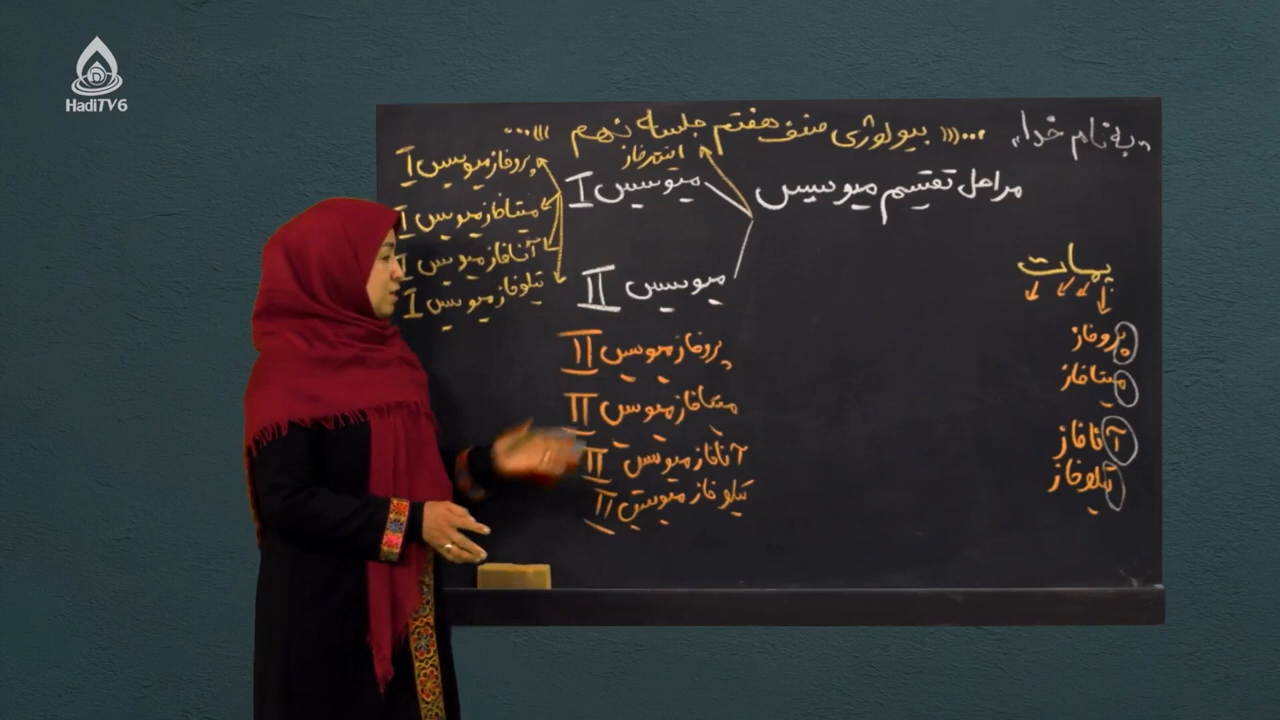 HadiTV6
"به نام خدا"
...((( بیولوژی صنف هفتم جلسه نهم )))...
مراحل تقسیم میوسیس
اینترفاز
میوسیس I
میوسیس II
پروفاز میوسیس I
میتافاز میوسیس I
آنافاز میوسیس I
تیلوفاز میوسیس I
پمات
پروفاز
میتافاز
آنافاز
تیلوفاز
پروفاز میوسیس II
میتافاز میوسیس II
آنافاز میوسیس II
تیلوفاز میوسیس II